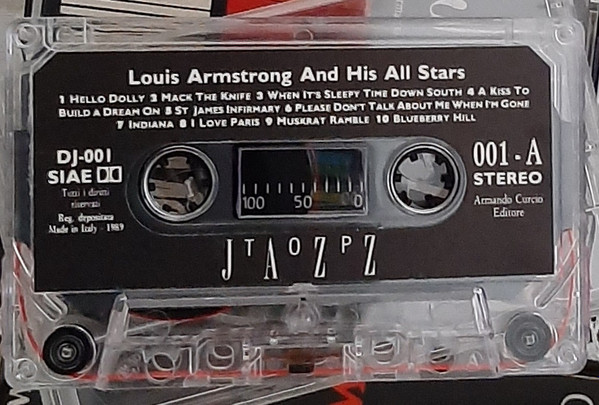 Louis Armstrong And His All Stars
1 HELLO DOLLY 2 MACK THE KNIFE 3 WHEN IT'S SLEEPY TIME DOWN SOUTH 4 A KISS TO
BUILD A DREAM ON 5 ST JAMES INFIRMARY 6 PLEASE DON'T TALK ABOUT ME WHEN I'M GONE
7 INDIANA 8 I LOVE PARIS 9 MUSKRAT RAMBLE 10 BLUEBERRY HILL
DJ-001
SIAE
Tutti i diritti
riservati
Reg. depositata
Made in Italy - 1989
100 50 0
001 - A
STEREO
Armando Curcio
Editore
JTAOZPZ